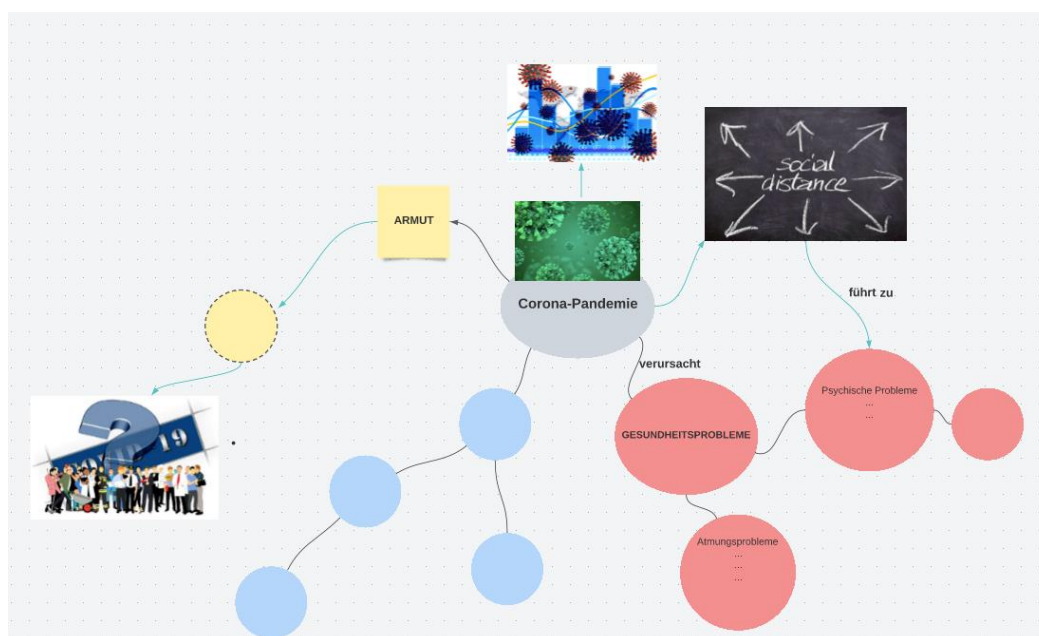 social
distance
ARMUT
Corona-Pandemie
führt zu
verursacht
Psychische Probleme
...
...
19
GESUNDHEITSPROBLEME
Atmungsprobleme
...
...
...